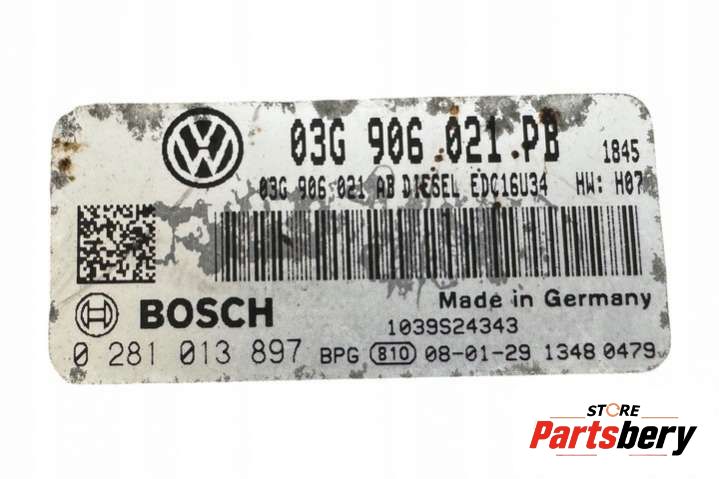 03G 906 021 PB 1845
03G 906 021 AB DIESEL EDC16U34 HW: H07
BOSCH
Made in Germany
1039S24343
0 281 013 897 BPG 810 08-01-29 1348 0479
STORE
Partsbery